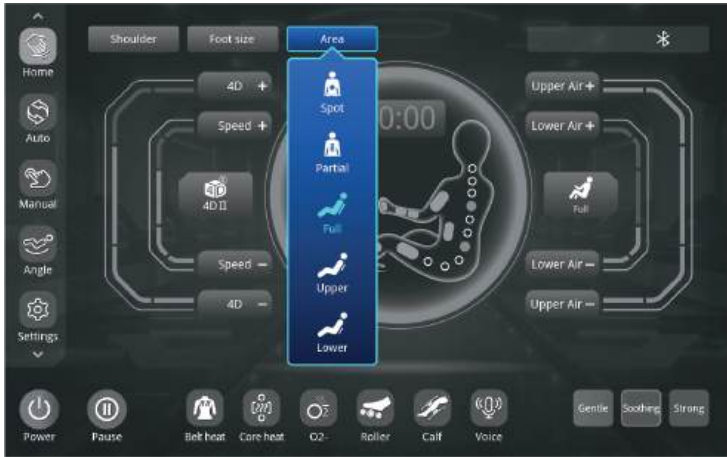 Shoulder
Foot size
Area
Home
Auto
Manual
Angle
Settings
4D +
Speed +
4D
4D II
Speed −
4D −
Spot
Partial
Full
Upper
Lower
0:00
Upper Air +
Lower Air +
Full
Lower Air −
Upper Air −
Power
Pause
Belt heat
Core heat
O2-
Roller
Calf
Voice
Gentle
Soothing
Strong